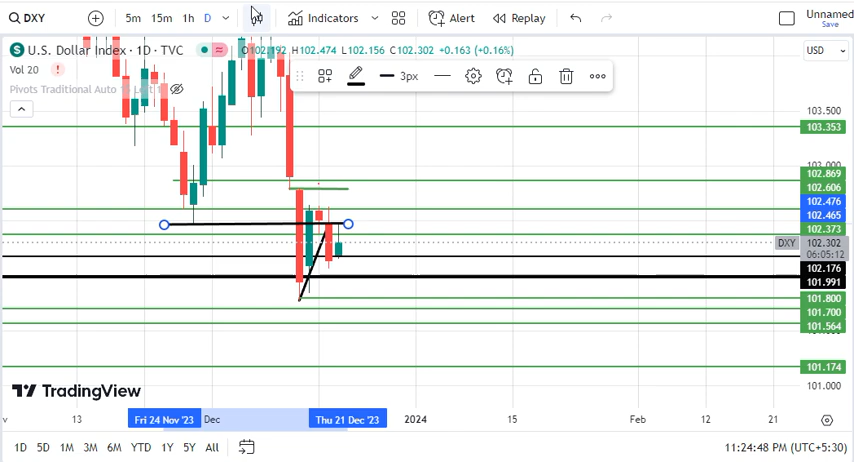 DXY 5m 15m 1h D Indicators Alert Replay Unnamed
Save
U.S. Dollar Index · 1D · TVC O102.192 H102.474 L102.156 C102.302 +0.163 (+0.16%) USD
Vol 20
Pivots Traditional Auto
3px
103.500
103.353
103.000
102.869
102.606
102.476
102.465
102.373
DXY 102.302
06:05:12
102.176
101.991
101.800
101.700
101.564
101.174
101.000
TradingView
13 Fri 24 Nov '23 Dec Thu 21 Dec '23 2024 15 Feb 12 21
1D 5D 1M 3M 6M YTD 1Y 5Y All 11:24:48 PM (UTC+5:30)